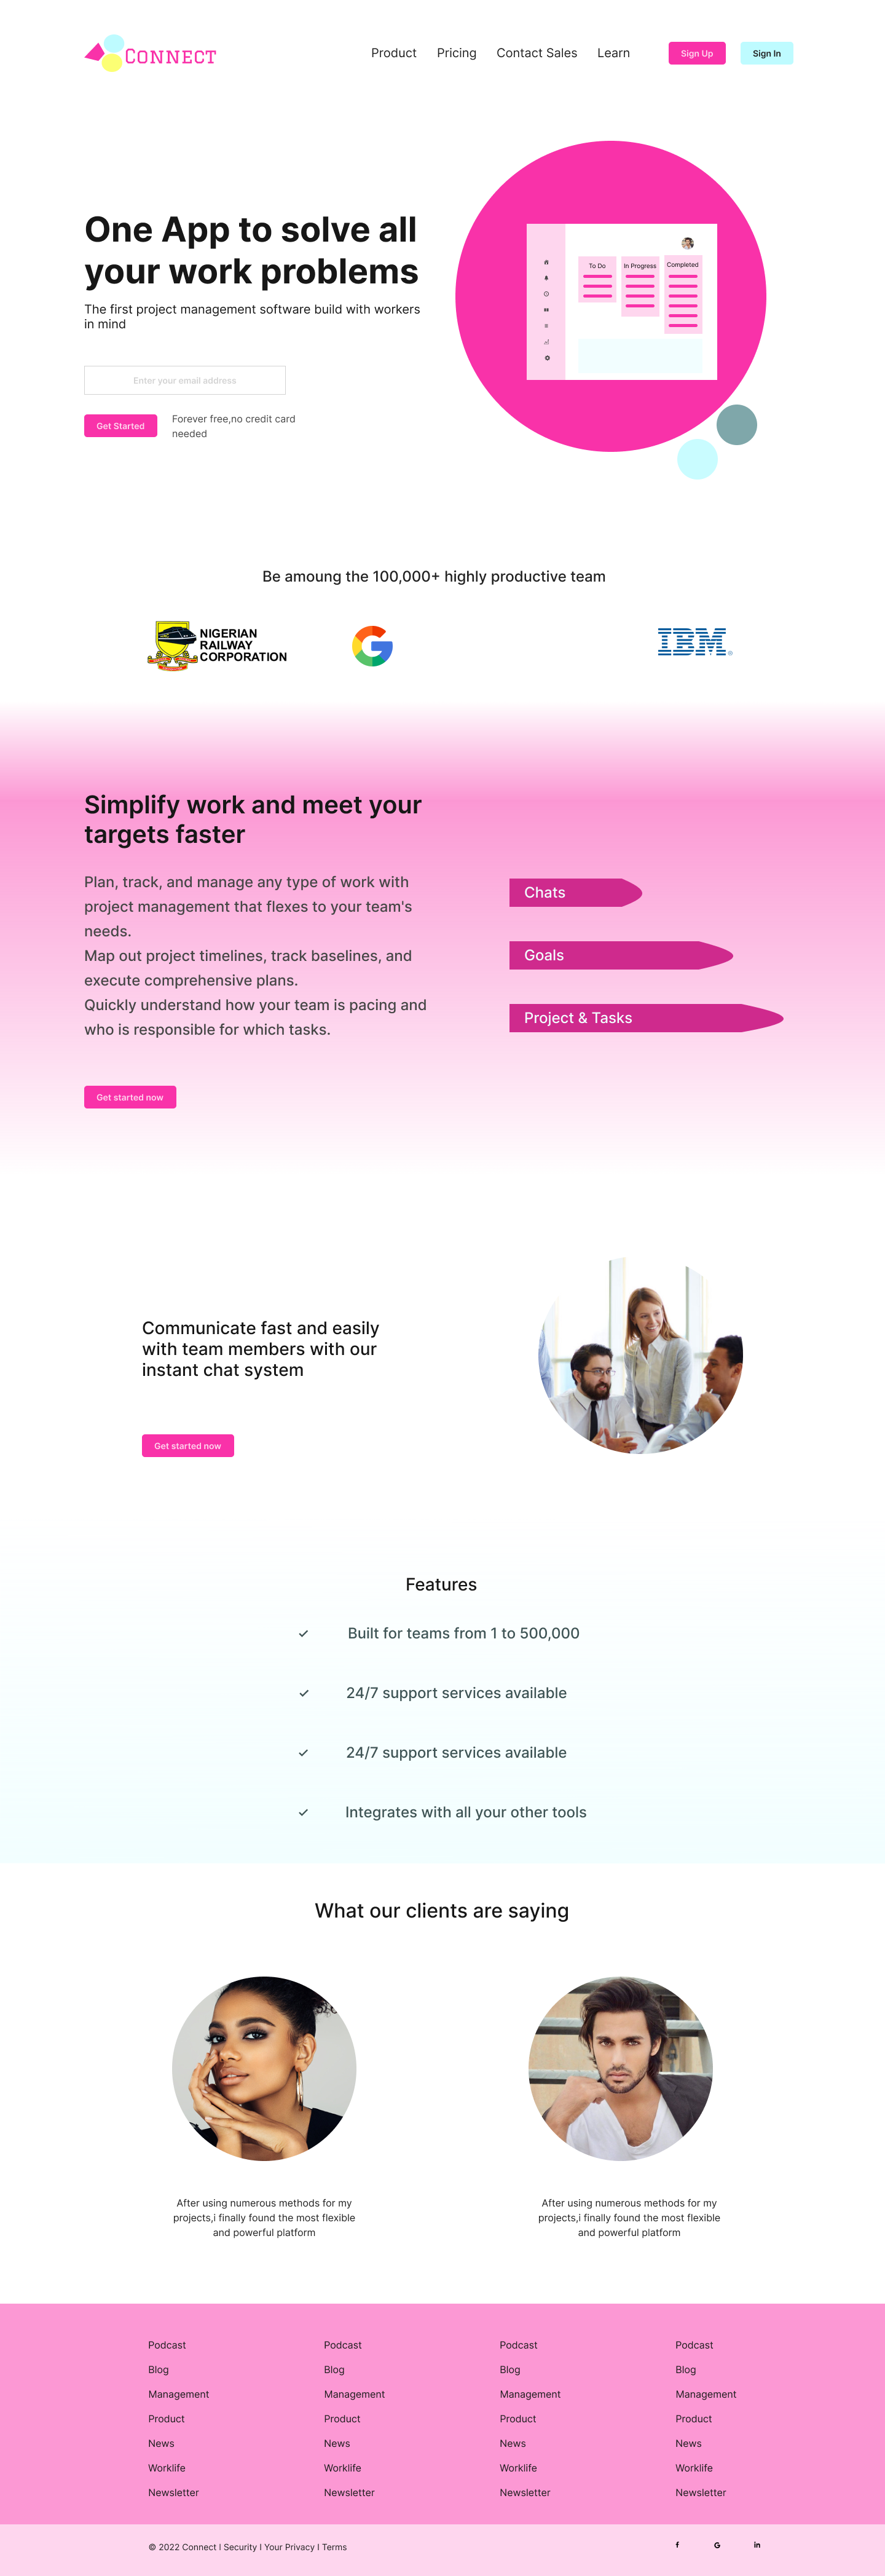 CONNECT
Product Pricing Contact Sales Learn Sign Up Sign In
One App to solve all
your work problems
The first project management software build with workers
in mind
Enter your email address
Get Started
Forever free,no credit card
needed
To Do
In Progress
Completed
Be amoung the 100,000+ highly productive team
NIGERIAN
RAILWAY
CORPORATION
IBM®
Simplify work and meet your
targets faster
Plan, track, and manage any type of work with
project management that flexes to your team's
needs.
Map out project timelines, track baselines, and
execute comprehensive plans.
Quickly understand how your team is pacing and
who is responsible for which tasks.
Get started now
Chats
Goals
Project & Tasks
Communicate fast and easily
with team members with our
instant chat system
Get started now
Features
Built for teams from 1 to 500,000
24/7 support services available
24/7 support services available
Integrates with all your other tools
What our clients are saying
After using numerous methods for my
projects,i finally found the most flexible
and powerful platform
After using numerous methods for my
projects,i finally found the most flexible
and powerful platform
Podcast Podcast Podcast Podcast
Blog Blog Blog Blog
Management Management Management Management
Product Product Product Product
News News News News
Worklife Worklife Worklife Worklife
Newsletter Newsletter Newsletter Newsletter
© 2022 Connect I Security I Your Privacy I Terms
f G in